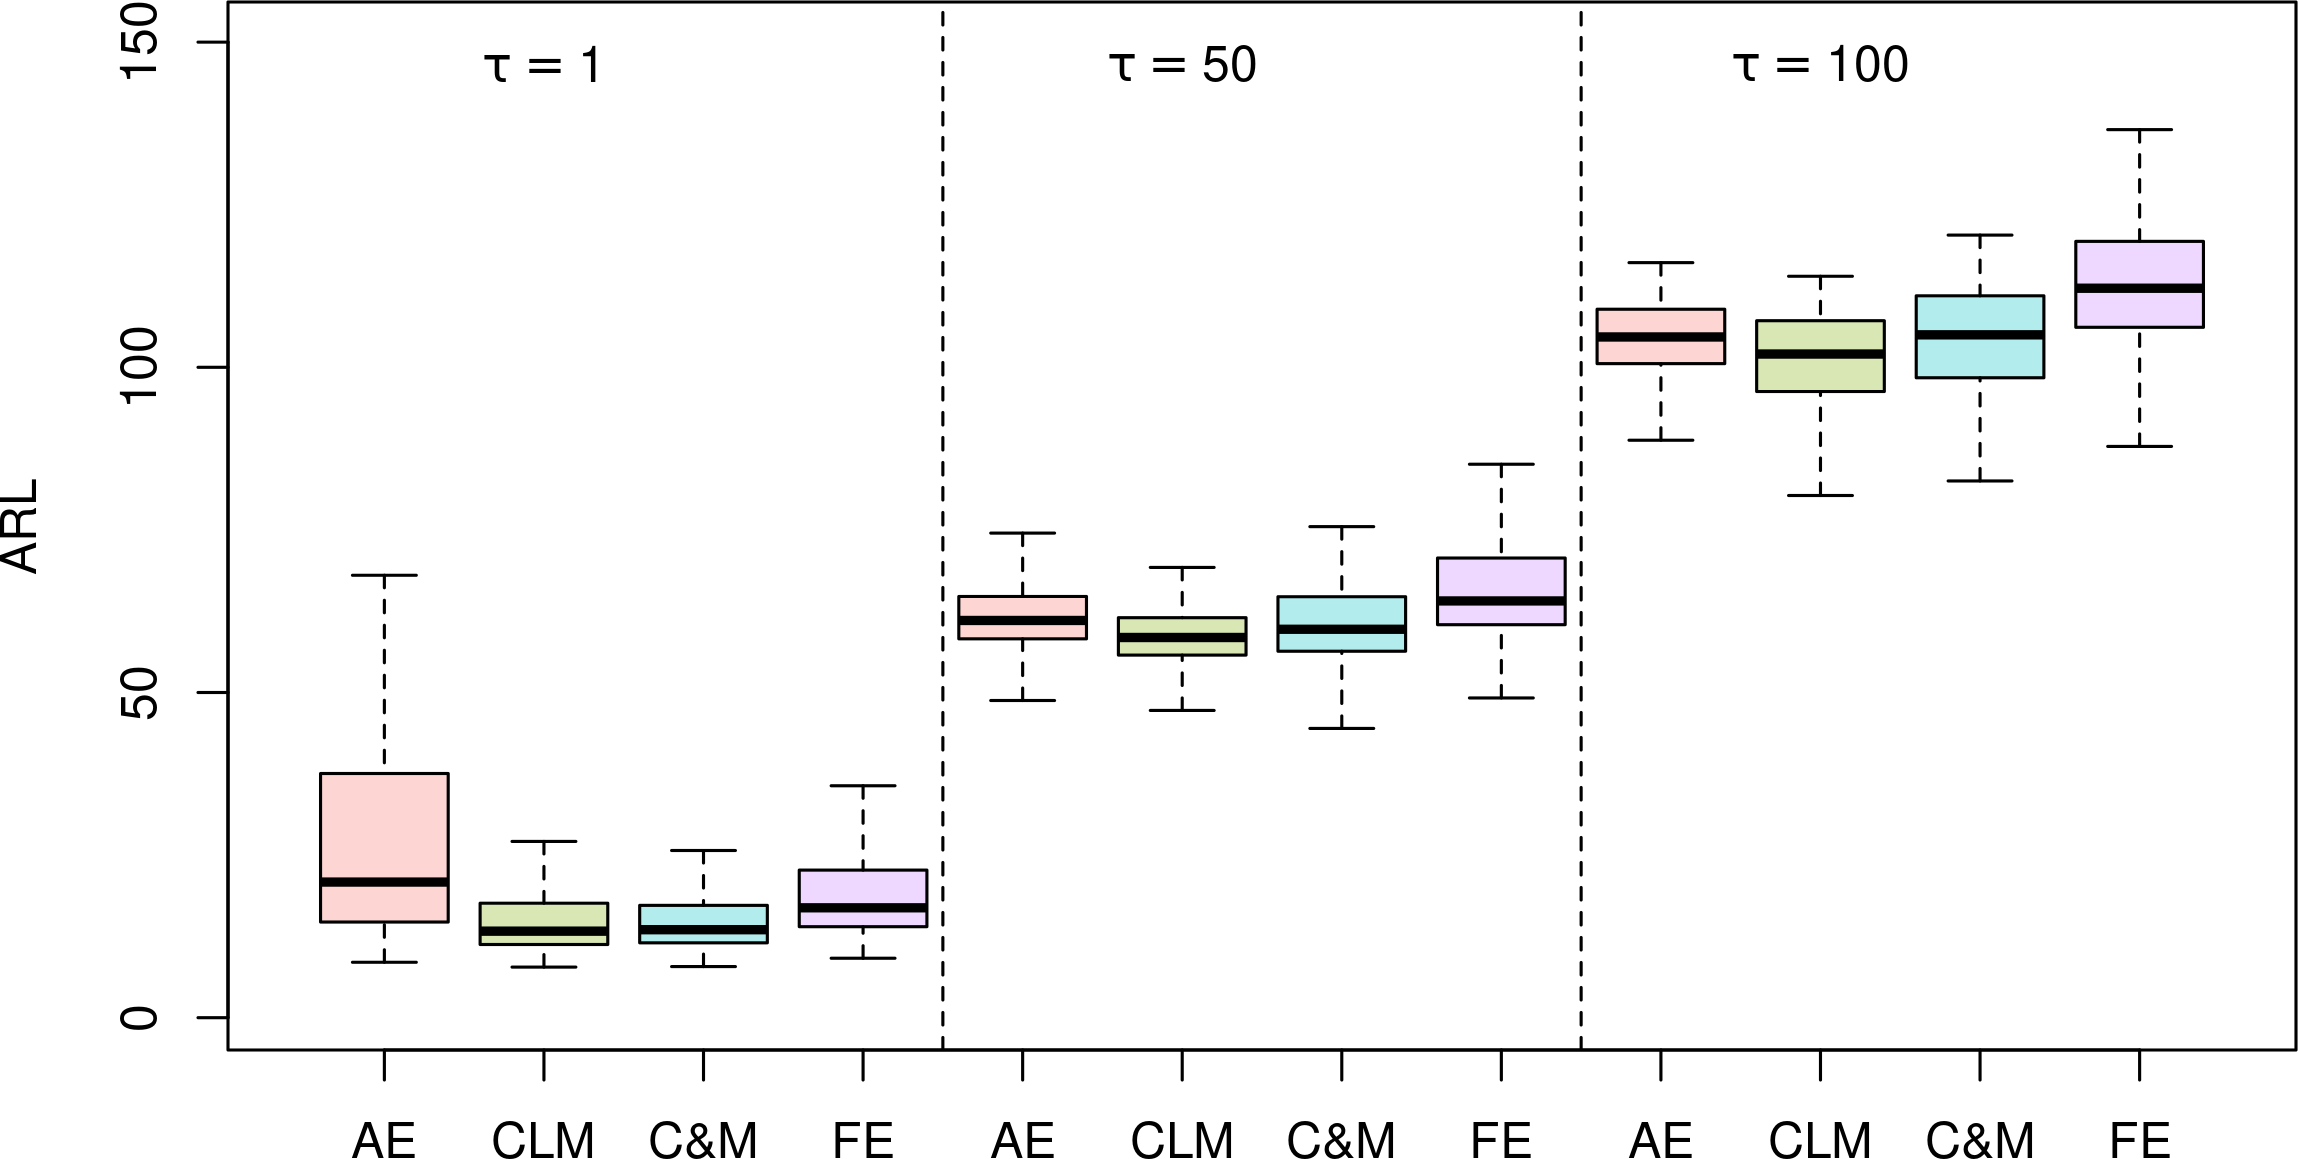 τ = 1
τ = 50
τ = 100
150
100
50
0
ARL
AE CLM C&M FE AE CLM C&M FE AE CLM C&M FE